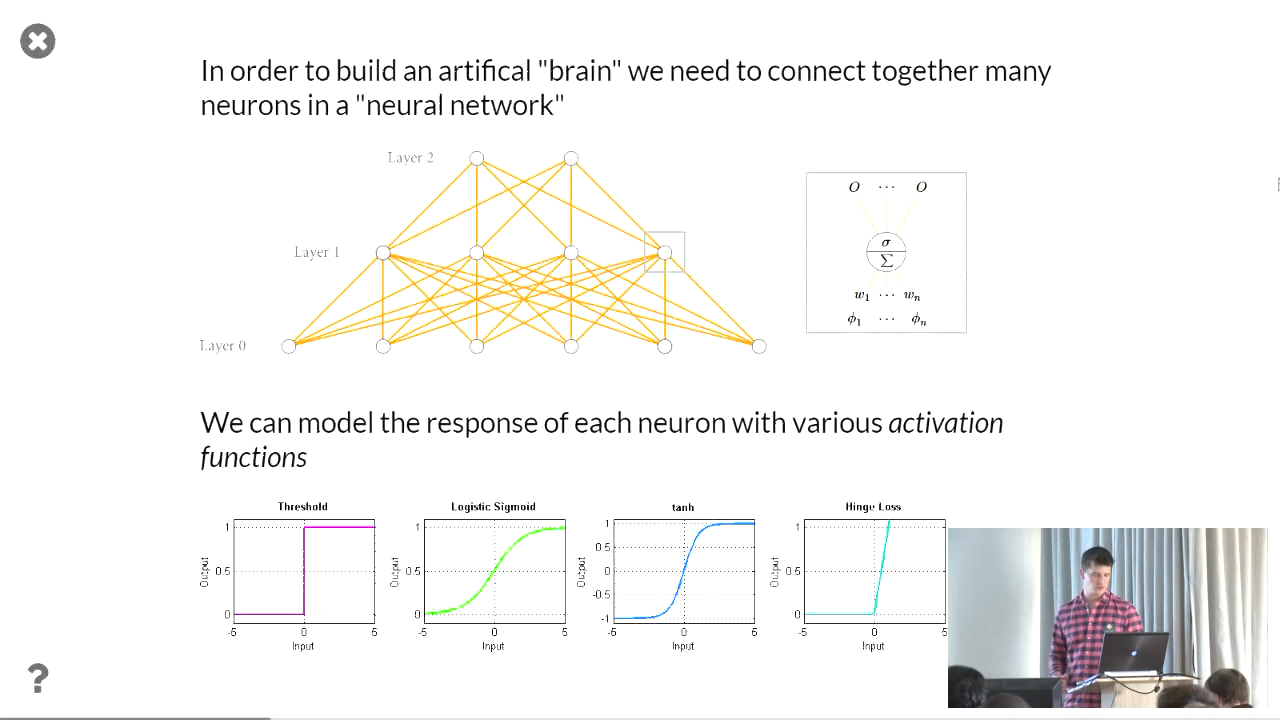 In order to build an artifical "brain" we need to connect together many
neurons in a "neural network"
Layer 2
Layer 1
Layer 0
O ... O
σ
Σ
w1 ... wn
ϕ1 ... ϕn
We can model the response of each neuron with various activation
functions
Threshold
Output
1
0.5
0
-5 0 5
Input
Logistic Sigmoid
Output
1
0.5
0
-5 0 5
Input
tanh
Output
1
0.5
0
-0.5
-1
-5 0 5
Input
Hinge Loss
Output
1
0.5
0
-5 0 5
Input
?